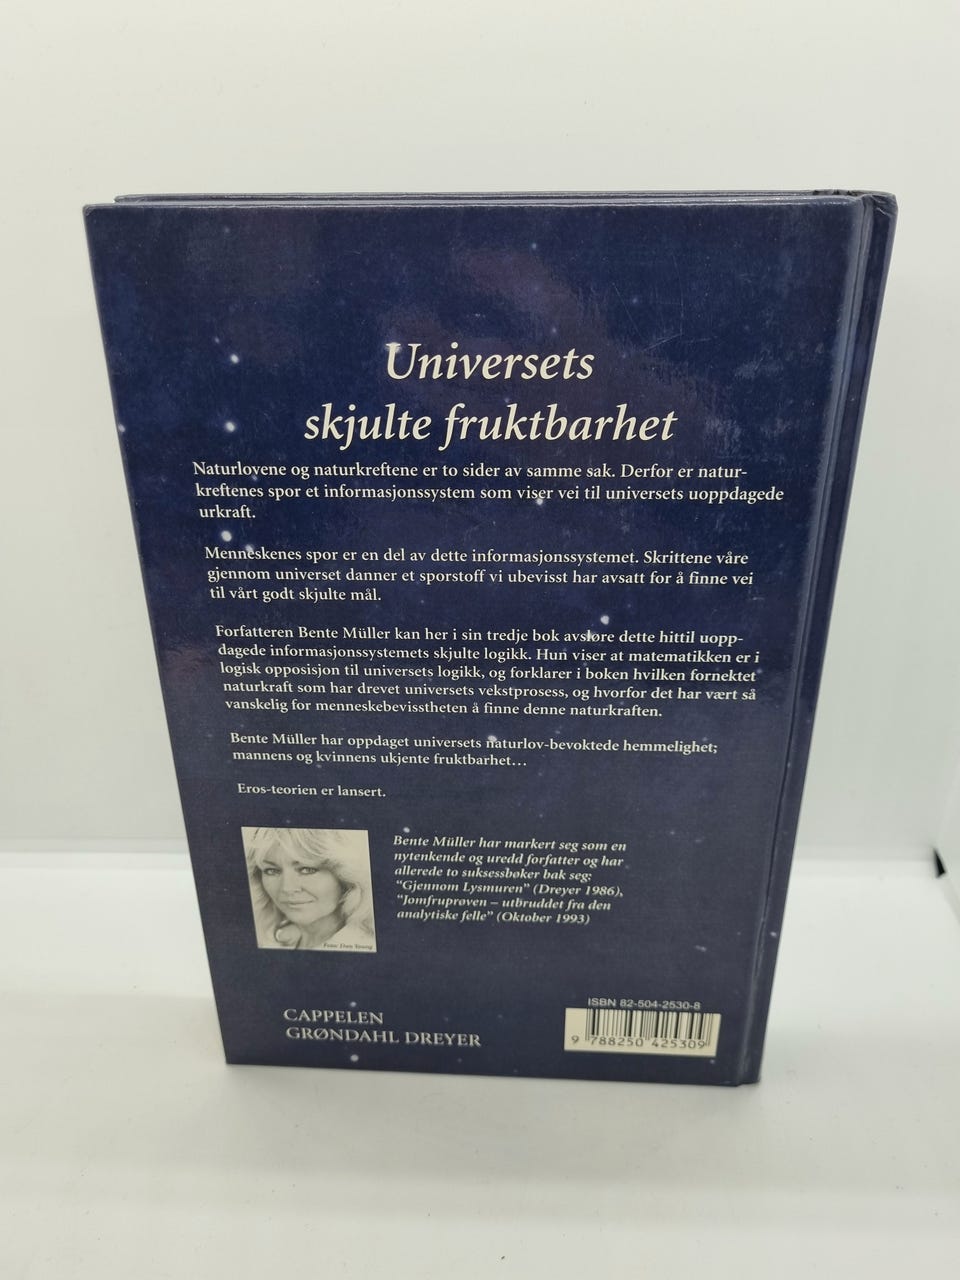 Universets
skjulte fruktbarhet
Naturlovene og naturkreftene er to sider av samme sak. Derfor er natur-
kreftenes spor et informasjonssystem som viser vei til universets uoppdagede
urkraft.
Menneskenes spor er en del av dette informasjonssystemet. Skrittene våre
gjennom universet danner et sporstoff vi ubevisst har avsatt for å finne vei
til vårt godt skjulte mål.
Forfatteren Bente Müller kan her i sin tredje bok avsløre dette hittil uopp-
dagede informasjonssystemets skjulte logikk. Hun viser at matematikken er i
logisk opposisjon til universets logikk, og forklarer i boken hvilken fornektet
naturkraft som har drevet universets vekstprosess, og hvorfor det har vært så
vanskelig for menneskebevisstheten å finne denne naturkraften.
Bente Müller har oppdaget universets naturlov-bevoktede hemmelighet;
mannens og kvinnens ukjente fruktbarhet…
Eros-teorien er lansert.
Bente Müller har markert seg som en
nytenkende og uredd forfatter og har
allerede to suksessbøker bak seg:
“Gjennom Lysmuren” (Dreyer 1986),
“Jomfruprøven – utbruddet fra den
analytiske felle” (Oktober 1993)
Foto: Dan Young
CAPPELEN
GRØNDAHL DREYER
ISBN 82-504-2530-8
9 788250 425309